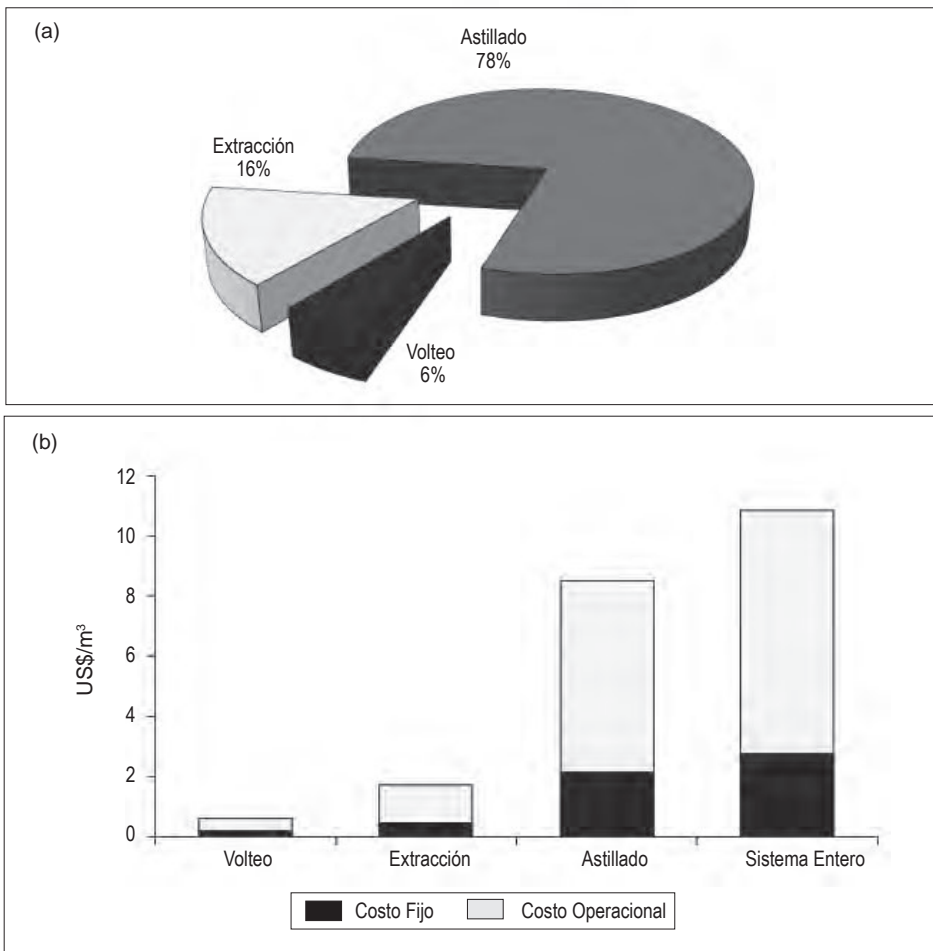 (a)
Astillado
78%
Extracción
16%
Volteo
6%
(b)
12
10
8
6
4
2
0
US$/m³
Volteo Extracción Astillado Sistema Entero
Costo Fijo Costo Operacional